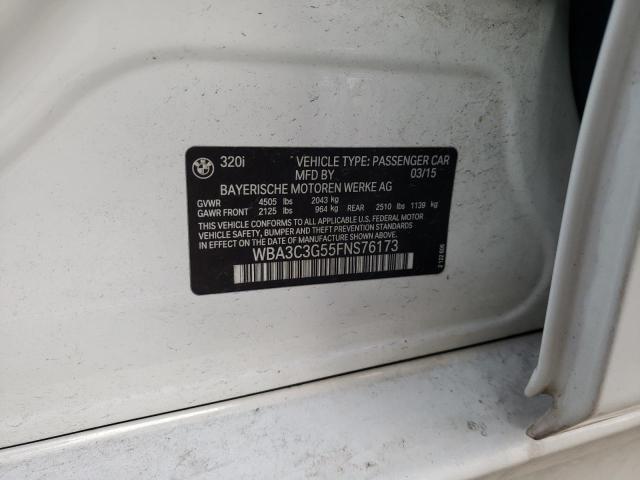 320i VEHICLE TYPE: PASSENGER CAR
MFD BY 03/15
BAYERISCHE MOTOREN WERKE AG
GVWR 4505 lbs 2043 kg
GAWR FRONT 2125 lbs 964 kg REAR 2510 lbs 1139 kg
THIS VEHICLE CONFORMS TO ALL APPLICABLE U.S. FEDERAL MOTOR
VEHICLE SAFETY, BUMPER, AND THEFT PREVENTION STANDARDS IN
EFFECT ON THE DATE OF MANUFACTURE SHOWN ABOVE.
WBA3C3G55FNS76173